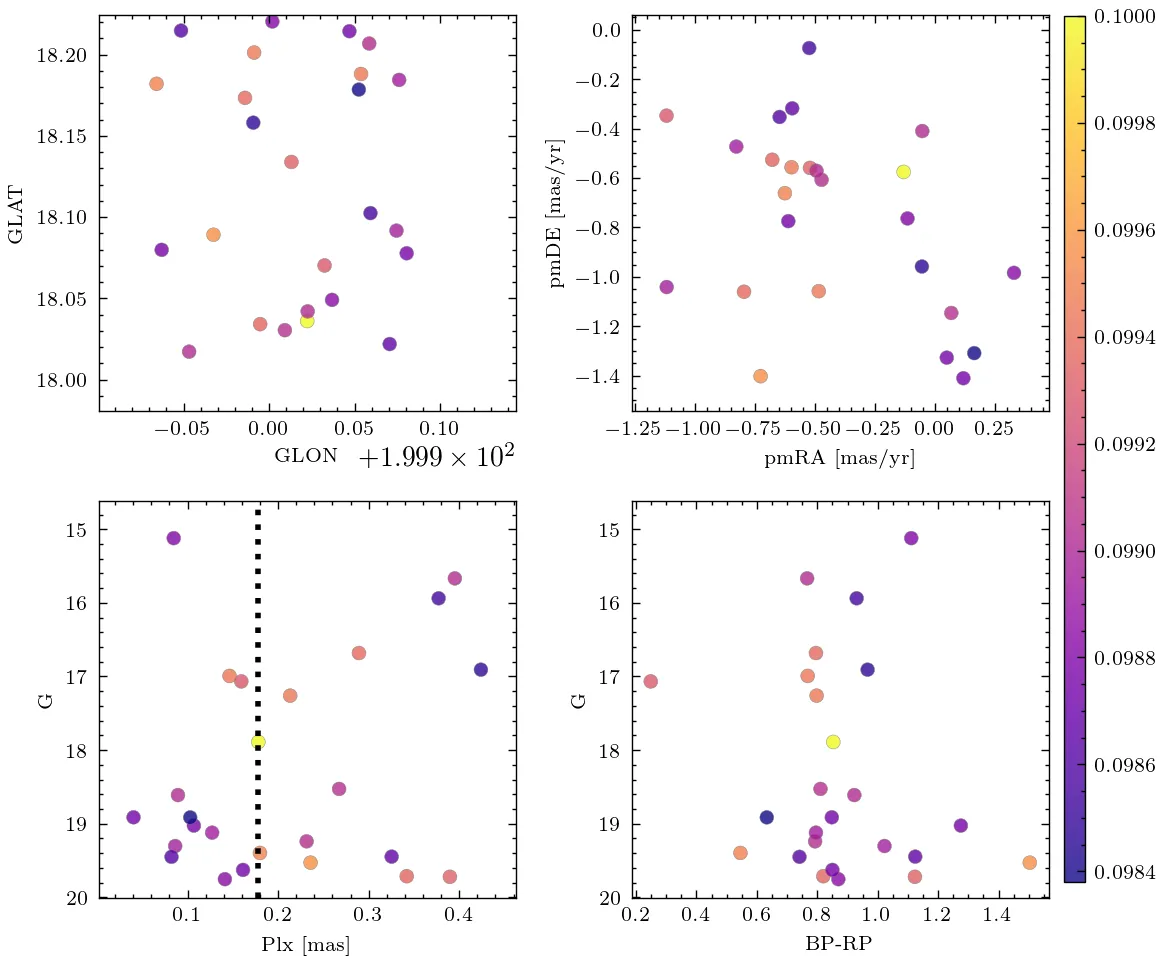 18.20
18.15
18.10
18.05
18.00
GLAT
−0.05 0.00 0.05 0.10
GLON +1.999 × 10²
0.0
−0.2
−0.4
−0.6
−0.8
−1.0
−1.2
−1.4
pmDE [mas/yr]
−1.25 −1.00 −0.75 −0.50 −0.25 0.00 0.25
pmRA [mas/yr]
15
16
17
18
19
20
G
0.1 0.2 0.3 0.4
Plx [mas]
15
16
17
18
19
20
G
0.2 0.4 0.6 0.8 1.0 1.2 1.4
BP-RP
0.1000
0.0998
0.0996
0.0994
0.0992
0.0990
0.0988
0.0986
0.0984